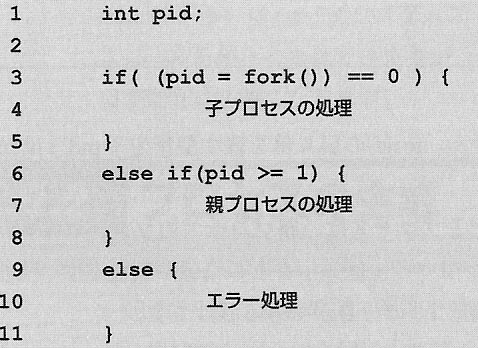 1 int pid;
2
3 if( (pid = fork()) == 0 ) {
4 子プロセスの処理
5 }
6 else if(pid >= 1) {
7 親プロセスの処理
8 }
9 else {
10 エラー処理
11 }